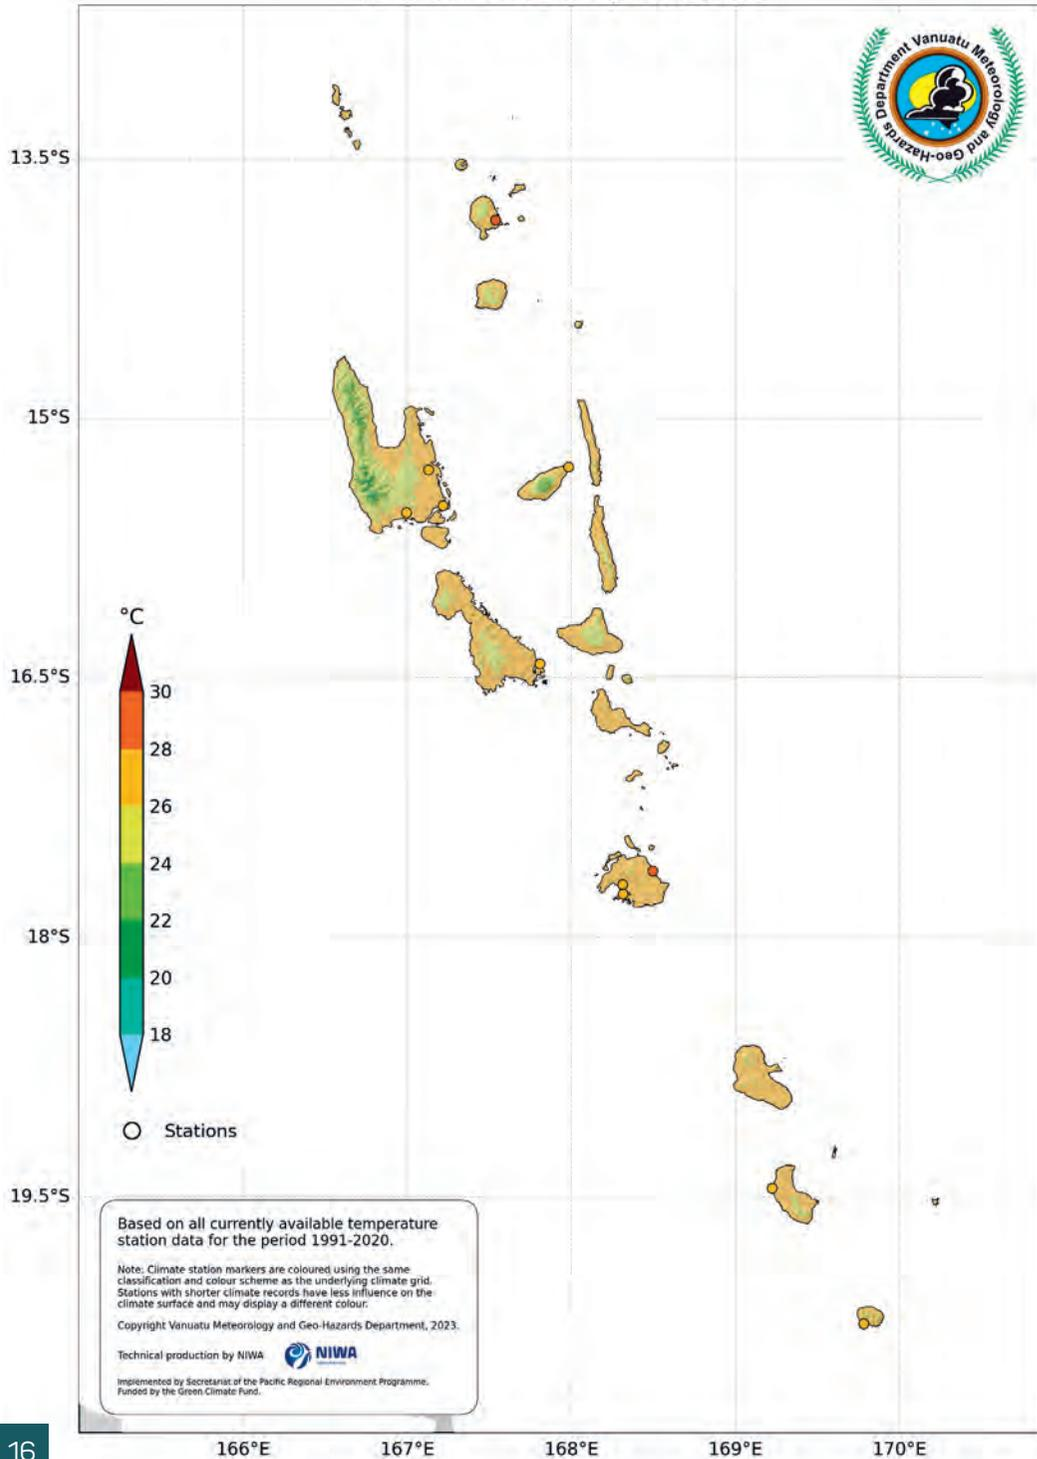 Department Vanuatu Meteorology and Geo-Hazards
13.5°S
15°S
16.5°S
18°S
19.5°S
°C
30
28
26
24
22
20
18
Stations
Based on all currently available temperature
station data for the period 1991-2020.
Note: Climate station markers are coloured using the same
classification and colour scheme as the underlying climate grid.
Stations with shorter climate records have less influence on the
climate surface and may display a different colour.
Copyright Vanuatu Meteorology and Geo-Hazards Department, 2023.
Technical production by NIWA
NIWA
Implemented by Secretariat of the Pacific Regional Environment Programme.
Funded by the Green Climate Fund.
16
166°E
167°E
168°E
169°E
170°E